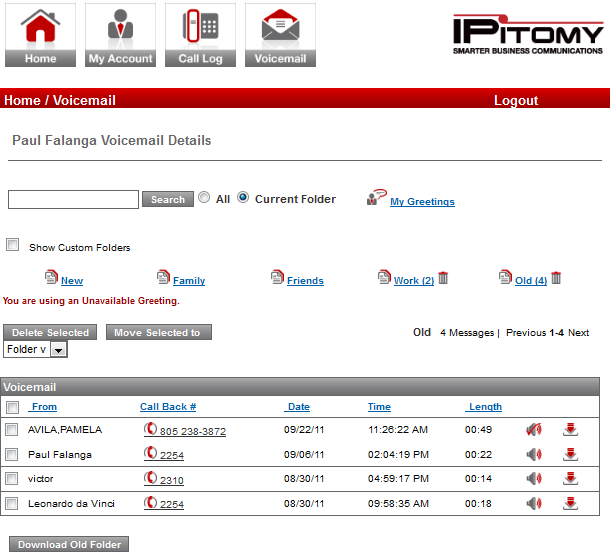 Home My Account Call Log Voicemail
IPITOMY
SMARTER BUSINESS COMMUNICATIONS
Home / Voicemail Logout
Paul Falanga Voicemail Details
Search All Current Folder My Greetings
Show Custom Folders
New Family Friends Work (2) Old (4)
You are using an Unavailable Greeting.
Delete Selected Move Selected to Old 4 Messages | Previous 1-4 Next
Folder v
Voicemail
From Call Back # Date Time Length
AVILA,PAMELA 805 238-3872 09/22/11 11:26:22 AM 00:49
Paul Falanga 2254 09/06/11 02:04:19 PM 00:22
victor 2310 08/30/11 04:59:17 PM 00:14
Leonardo da Vinci 2254 08/30/11 09:58:35 AM 00:18
Download Old Folder